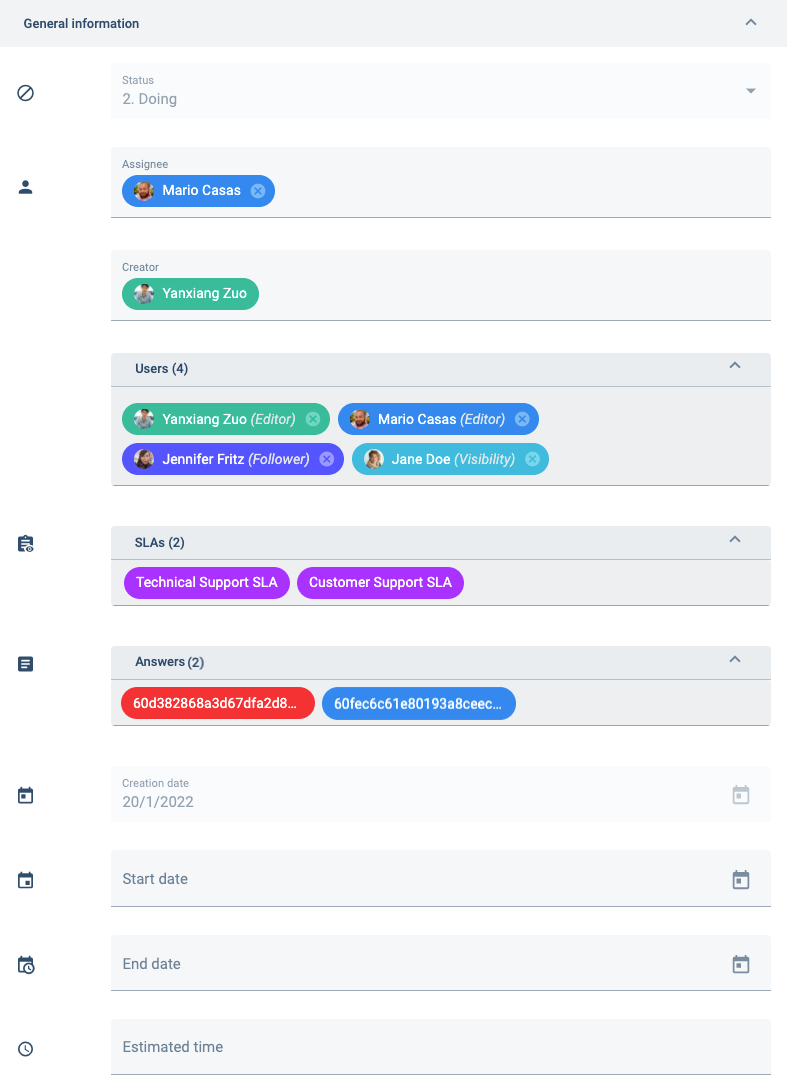 General information
Status
2. Doing
Assignee
Mario Casas
Creator
Yanxiang Zuo
Users (4)
Yanxiang Zuo (Editor) Mario Casas (Editor)
Jennifer Fritz (Follower) Jane Doe (Visibility)
SLAs (2)
Technical Support SLA Customer Support SLA
Answers (2)
60d382868a3d67dfa2d8... 60fec6c61e80193a8ceec...
Creation date
20/1/2022
Start date
End date
Estimated time